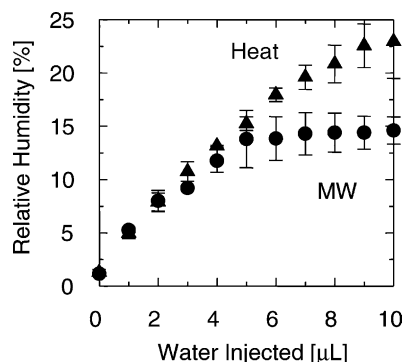 Relative Humidity [%]
25
20
15
10
5
0
Heat
MW
0 2 4 6 8 10
Water Injected [μL]